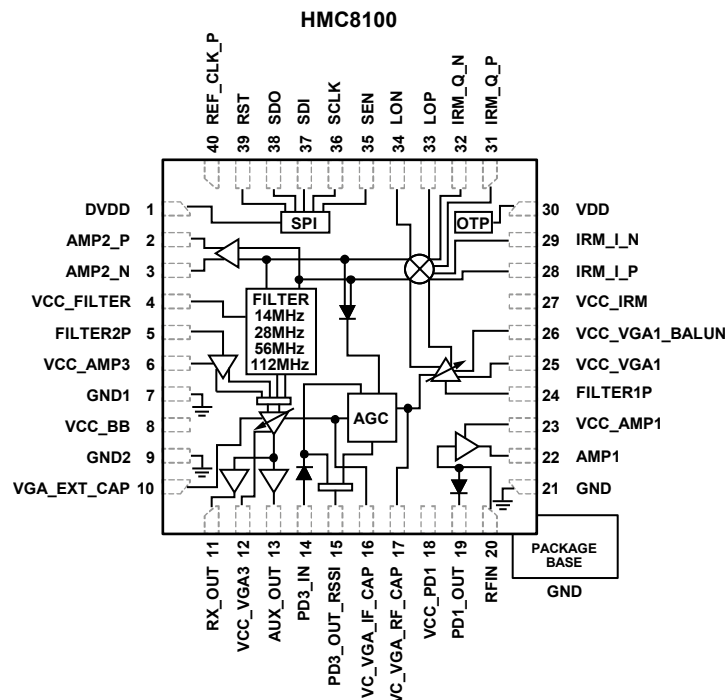 HMC8100
40 REF_CLK_P
39 RST
38 SDO
37 SDI
36 SCLK
35 SEN
34 LON
33 LOP
32 IRM_Q_N
31 IRM_Q_P
DVDD 1
AMP2_P 2
AMP2_N 3
VCC_FILTER 4
FILTER2P 5
VCC_AMP3 6
GND1 7
VCC_BB 8
GND2 9
VGA_EXT_CAP 10
SPI
OTP
FILTER
14MHz
28MHz
56MHz
112MHz
AGC
30 VDD
29 IRM_I_N
28 IRM_I_P
27 VCC_IRM
26 VCC_VGA1_BALUN
25 VCC_VGA1
24 FILTER1P
23 VCC_AMP1
22 AMP1
21 GND
RX_OUT 11
VCC_VGA3 12
AUX_OUT 13
PD3_IN 14
PD3_OUT_RSSI 15
VC_VGA_IF_CAP 16
VC_VGA_RF_CAP 17
VCC_PD1 18
PD1_OUT 19
RFIN 20
PACKAGE
BASE
GND